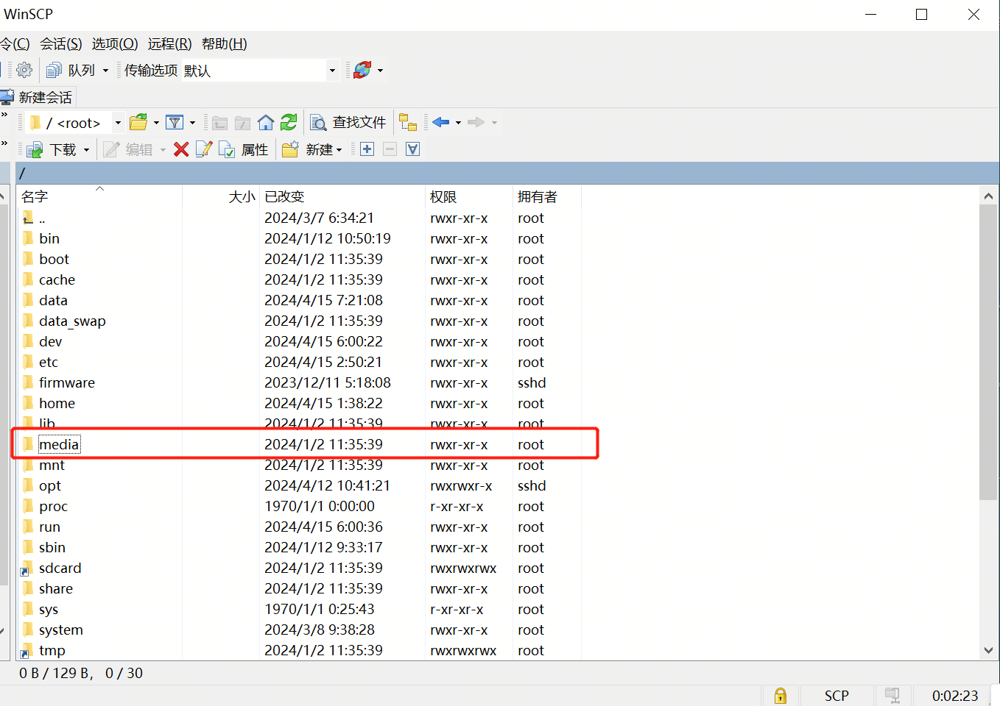 WinSCP
令(C) 会话(S) 选项(O) 远程(R) 帮助(H)
队列 传输选项 默认
新建会话
» / <root> 查找文件
» 下载 编辑 属性 新建
/
名字 大小 已改变 权限 拥有者
.. 2024/3/7 6:34:21 rwxr-xr-x root
bin 2024/1/12 10:50:19 rwxr-xr-x root
boot 2024/1/2 11:35:39 rwxr-xr-x root
cache 2024/1/2 11:35:39 rwxr-xr-x root
data 2024/4/15 7:21:08 rwxr-xr-x root
data_swap 2024/1/2 11:35:39 rwxr-xr-x root
dev 2024/4/15 6:00:22 rwxr-xr-x root
etc 2024/4/15 2:50:21 rwxr-xr-x root
firmware 2023/12/11 5:18:08 rwxr-xr-x sshd
home 2024/4/15 1:38:22 rwxr-xr-x root
lib 2024/1/2 11:35:39 rwxr-xr-x root
media 2024/1/2 11:35:39 rwxr-xr-x root
mnt 2024/1/2 11:35:39 rwxr-xr-x root
opt 2024/4/12 10:41:21 rwxrwxr-x sshd
proc 1970/1/1 0:00:00 r-xr-xr-x root
run 2024/4/15 6:00:36 rwxr-xr-x root
sbin 2024/1/12 9:33:17 rwxr-xr-x root
sdcard 2024/1/2 11:35:39 rwxrwxrwx root
share 2024/1/2 11:35:39 rwxr-xr-x root
sys 1970/1/1 0:25:43 r-xr-xr-x root
system 2024/3/8 9:38:28 rwxr-xr-x root
tmp 2024/1/2 11:35:39 rwxrwxrwx root
0 B / 129 B, 0 / 30
SCP 0:02:23